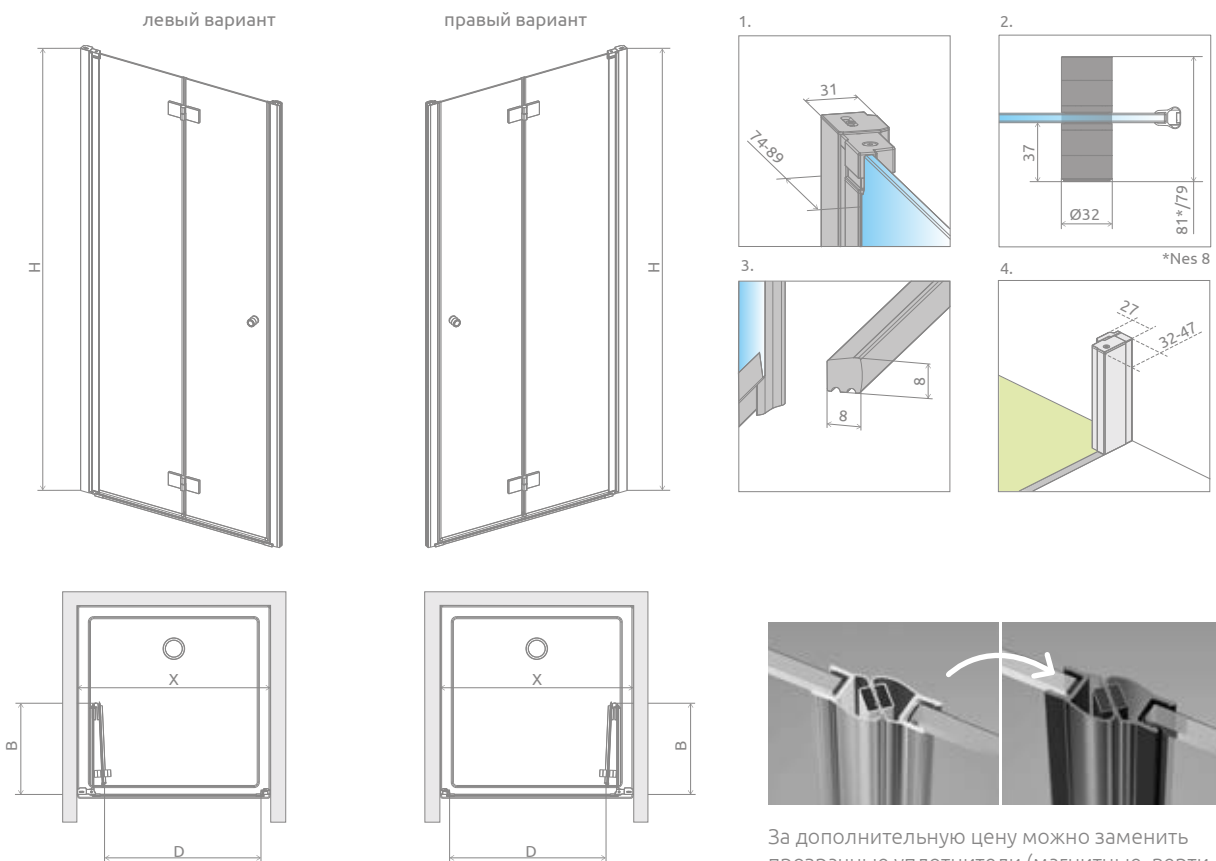 левый вариант
правый вариант
H
H
X
B
D
X
B
D
1.
31
74-89
2.
37
Ø32
81*/79
*Nes 8
3.
8
8
4.
27
32-47
За дополнительную цену можно заменить